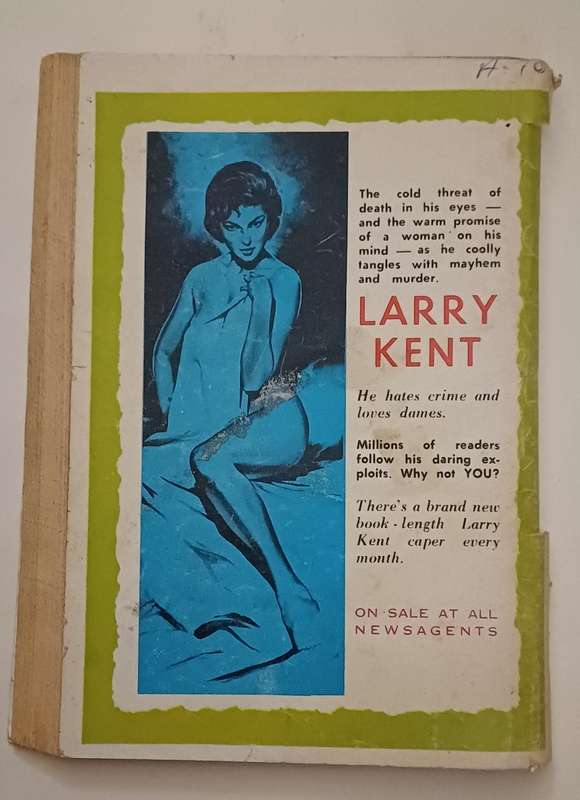 The cold threat of
death in his eyes —
and the warm promise
of a woman on his
mind — as he coolly
tangles with mayhem
and murder.
LARRY
KENT
He hates crime and
loves dames.
Millions of readers
follow his daring ex-
ploits. Why not YOU?
There's a brand new
book-length Larry
Kent caper every
month.
ON SALE AT ALL
NEWSAGENTS